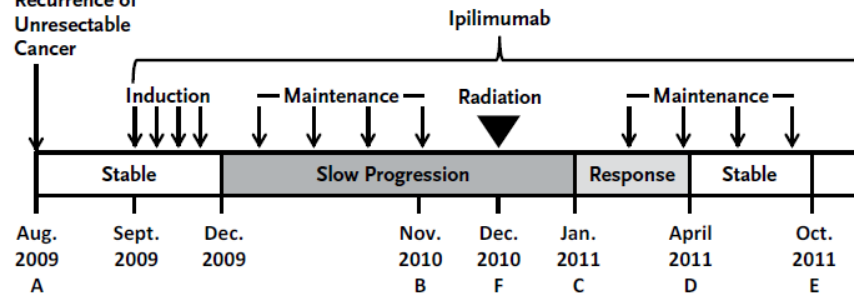 Recurrence of
Unresectable
Cancer
Ipilimumab
Induction
Maintenance
Radiation
Maintenance
Stable
Slow Progression
Response
Stable
Aug. 2009 A
Sept. 2009
Dec. 2009
Nov. 2010 B
Dec. 2010 F
Jan. 2011 C
April 2011 D
Oct. 2011 E